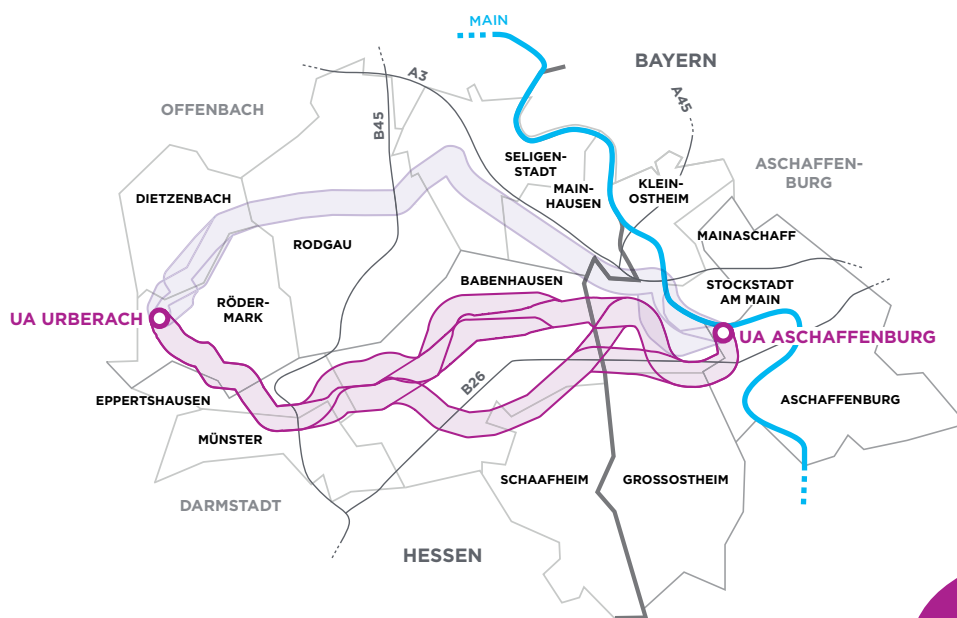 MAIN
BAYERN
A3
A45
OFFENBACH
B45
SELIGEN-
STADT
ASCHAFFEN-
BURG
DIETZENBACH
MAIN-
HAUSEN
KLEIN-
OSTHEIM
MAINASCHAFF
RODGAU
BABENHAUSEN
STOCKSTADT
AM MAIN
RÖDER-
MARK
UA URBERACH
UA ASCHAFFENBURG
B26
EPPERTSHAUSEN
ASCHAFFENBURG
MÜNSTER
SCHAAFHEIM
GROSSOSTHEIM
DARMSTADT
HESSEN